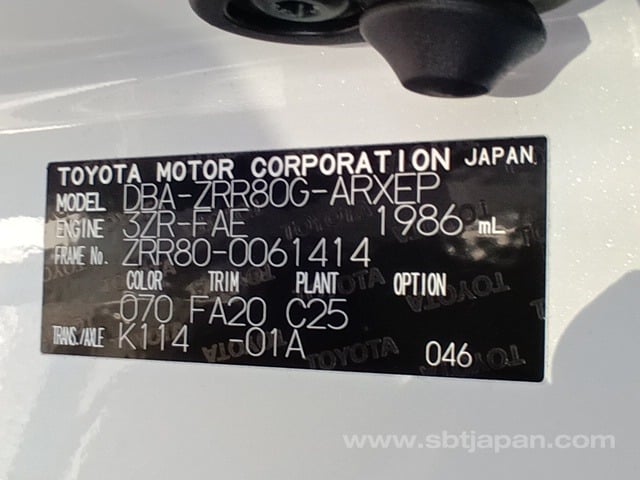 TOYOTA MOTOR CORPORATION JAPAN
MODEL DBA-ZRR80G-ARXEP
ENGINE 3ZR-FAE 1986 mL
FRAME No. ZRR80-0061414
COLOR TRIM PLANT OPTION
070 FA20 C25
TRANS./AXLE K114 -01A 046
www.sbtjapan.com